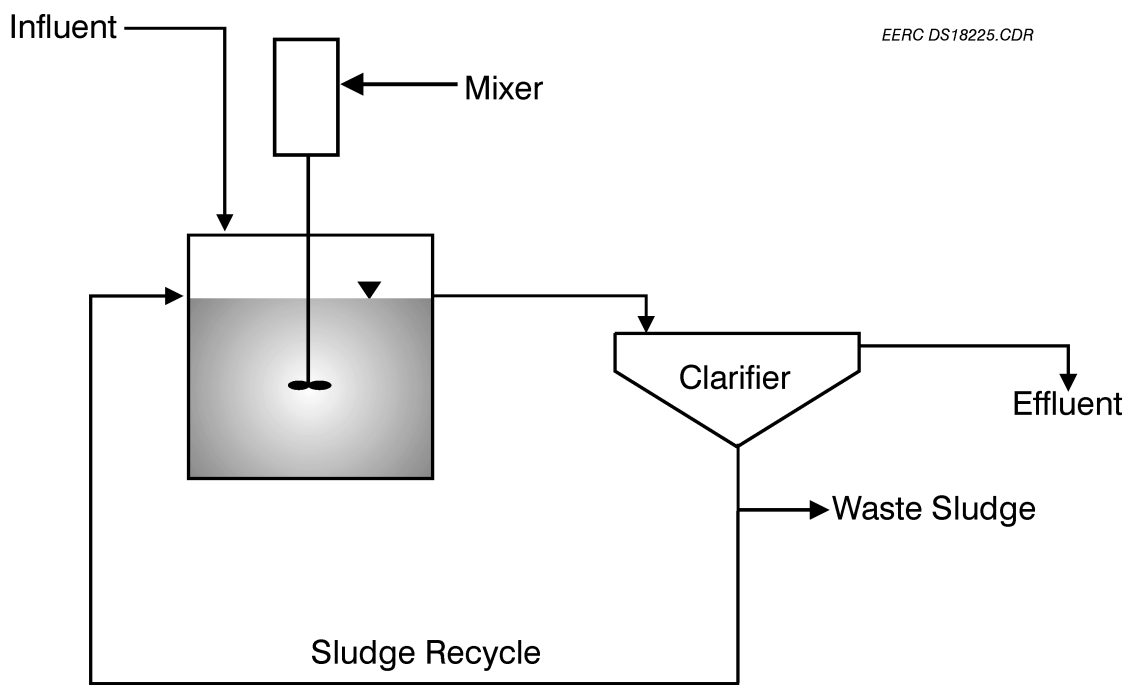 Influent
EERC DS18225.CDR
Mixer
Clarifier
Effluent
Waste Sludge
Sludge Recycle